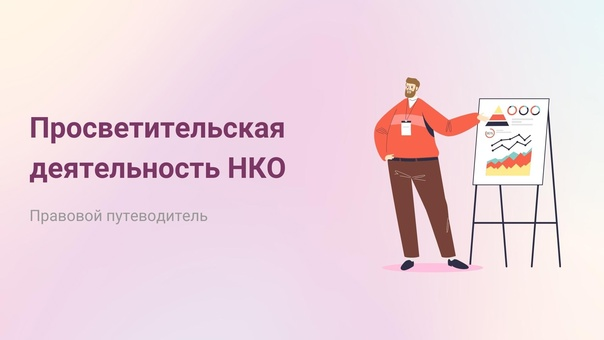 Просветительская
деятельность НКО
Правовой путеводитель